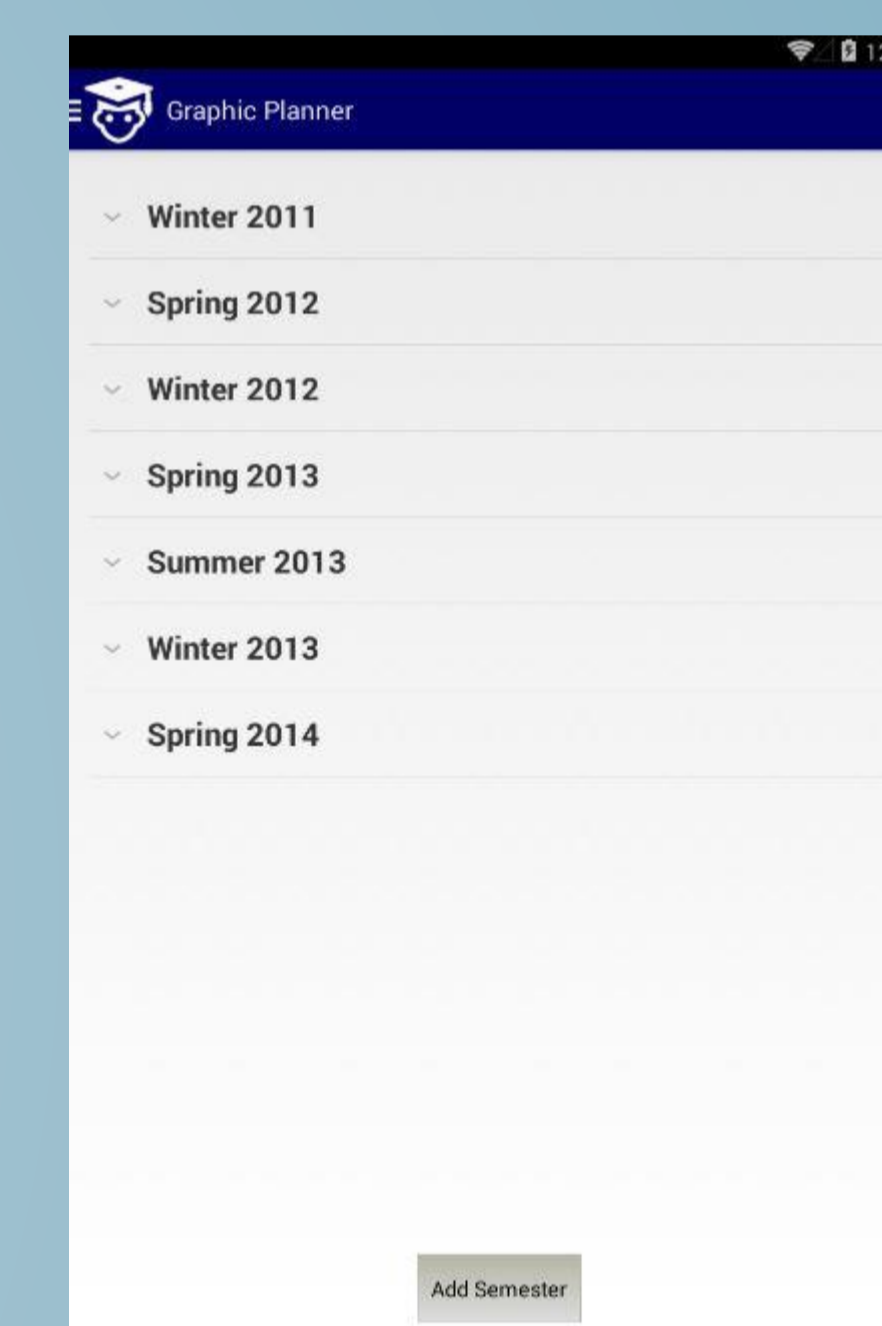 Graphic Planner
Winter 2011
Spring 2012
Winter 2012
Spring 2013
Summer 2013
Winter 2013
Spring 2014
Add Semester